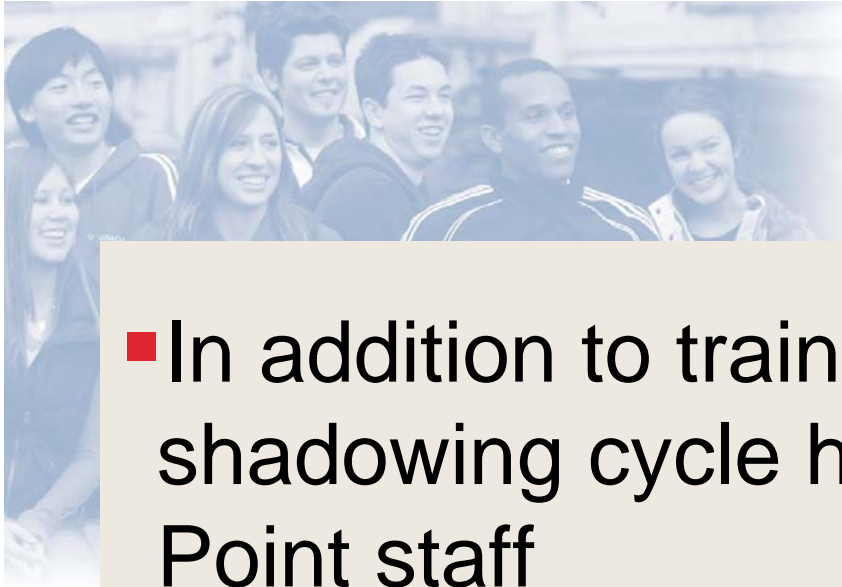 ▪In addition to train
shadowing cycle h
Point staff